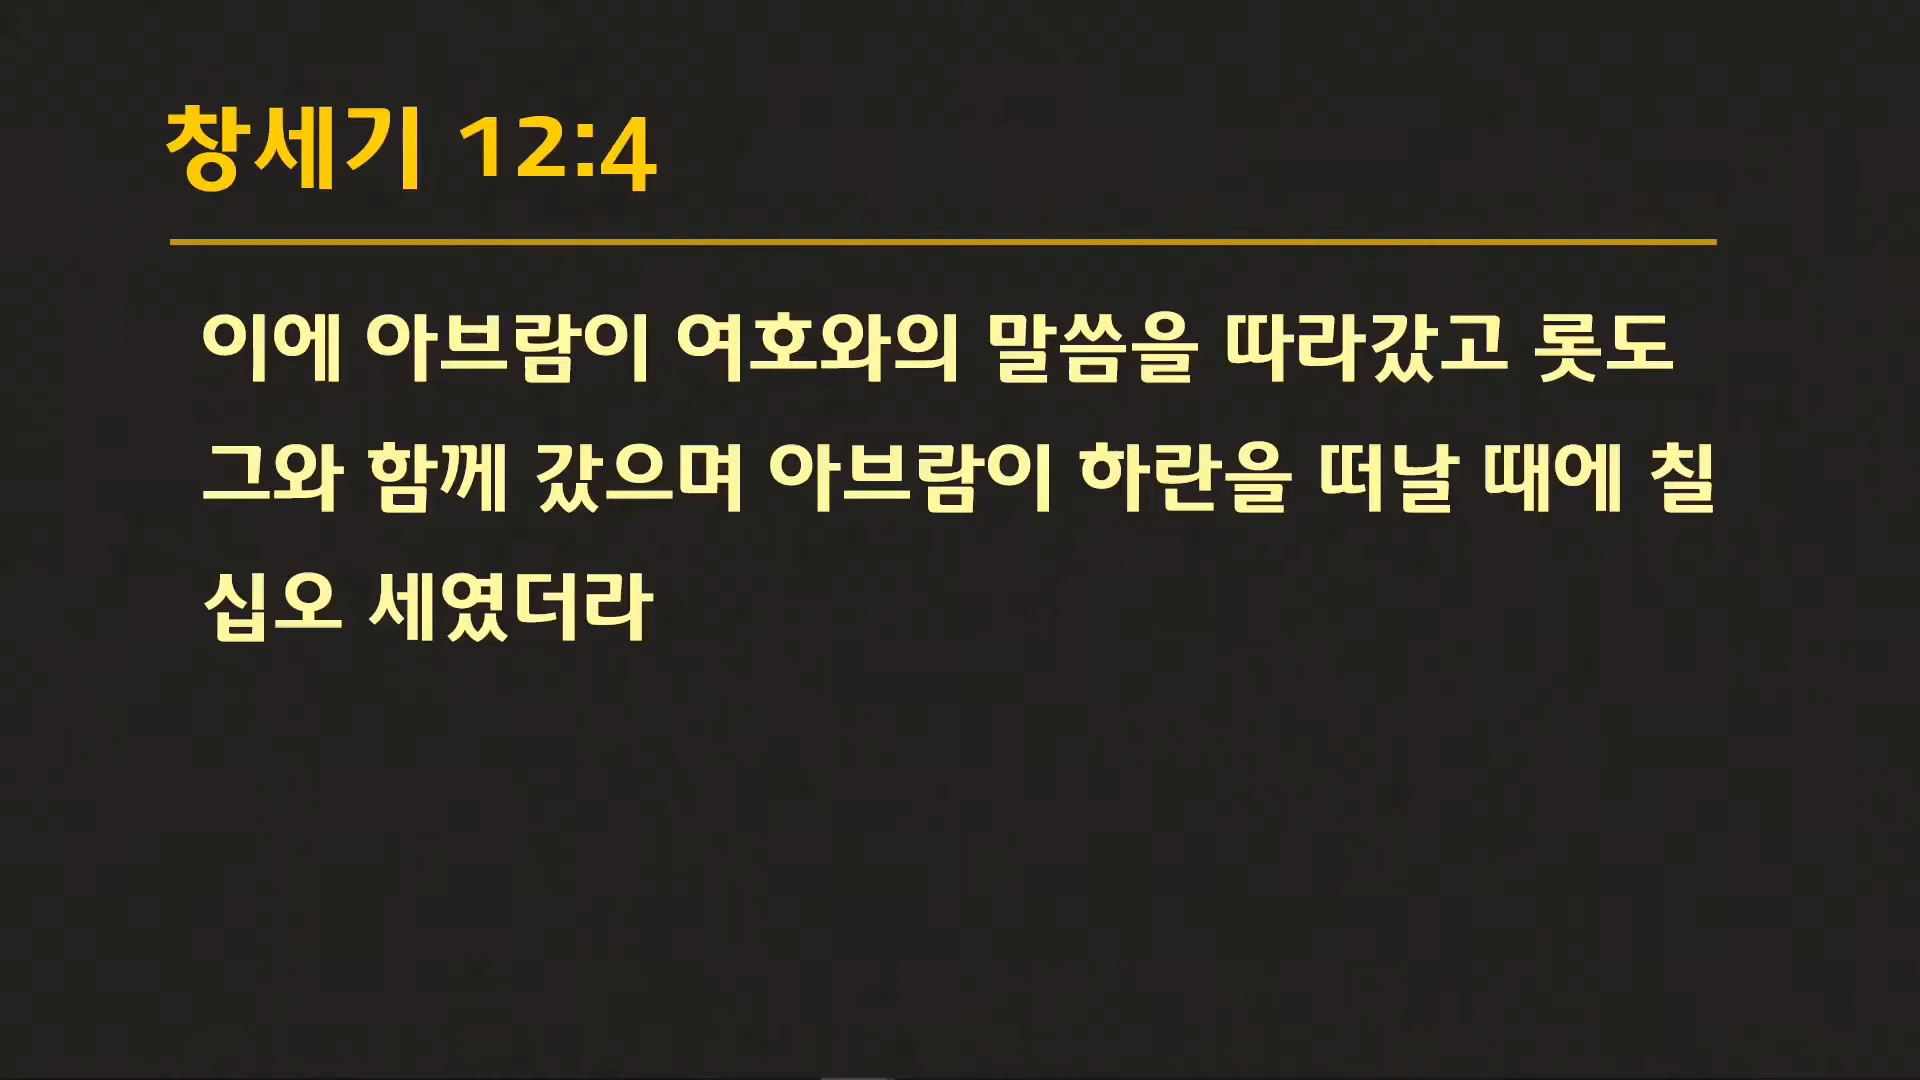 창세기 12:4
이에 아브람이 여호와의 말씀을 따라갔고 롯도
그와 함께 갔으며 아브람이 하란을 떠날 때에 칠
십오 세였더라